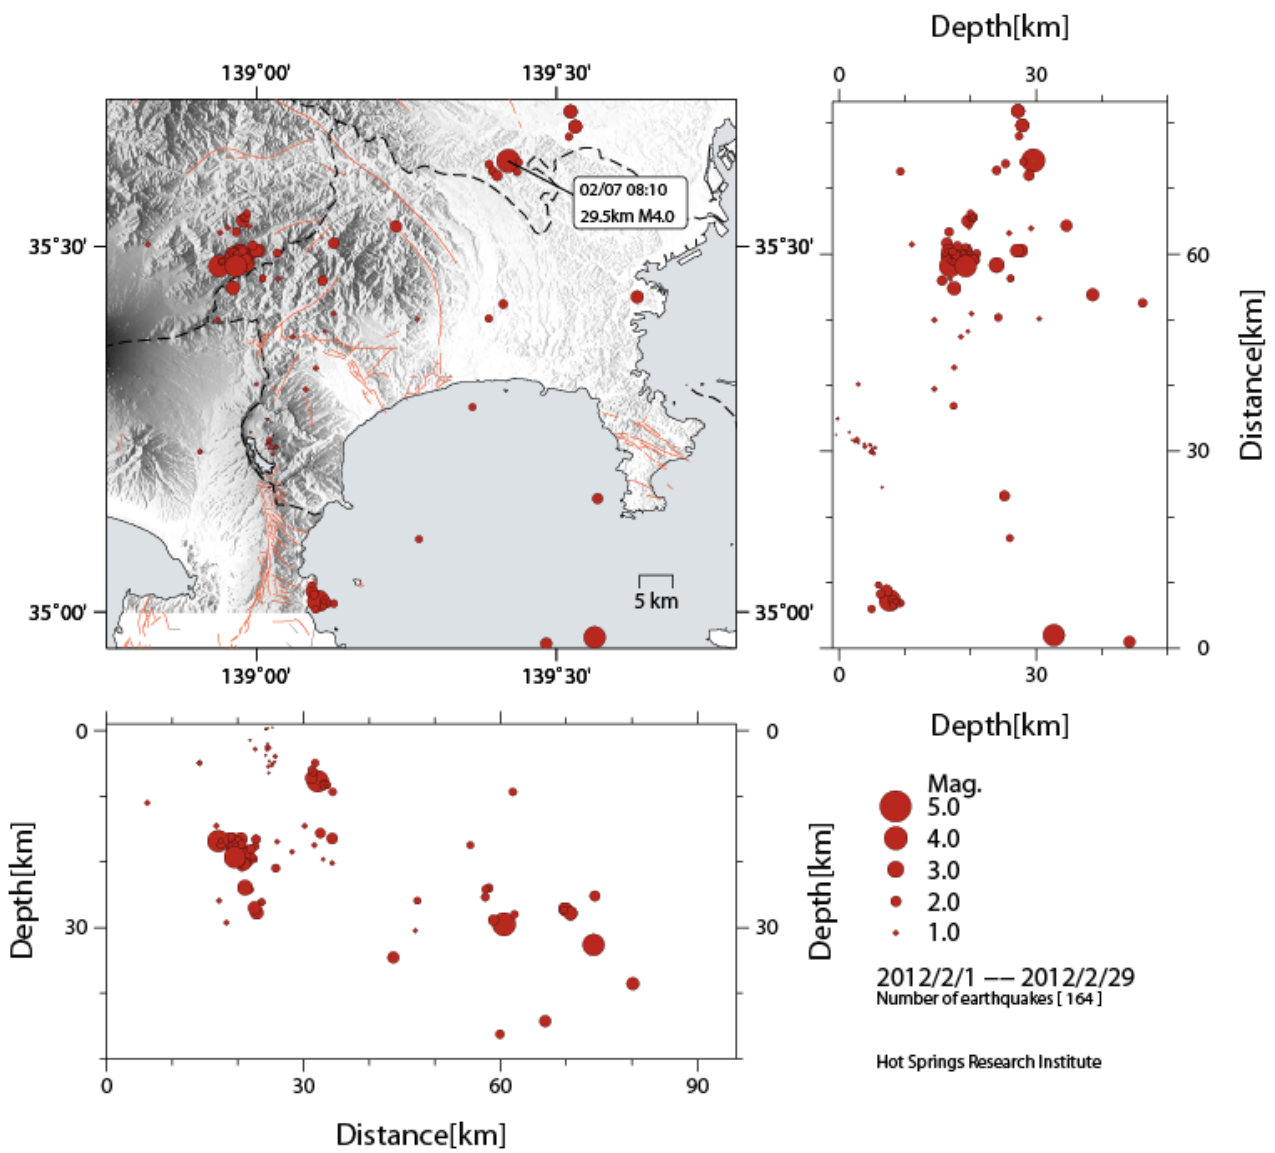 Depth[km]
139°00'
139°30'
0
30
02/07 08:10
29.5km M4.0
35°30'
35°30'
60
Distance[km]
30
5 km
35°00'
35°00'
0
139°00'
139°30'
0
30
Depth[km]
0
0
Depth[km]
30
Depth[km]
30
0
30
60
90
Distance[km]
Mag.
5.0
4.0
3.0
2.0
1.0
2012/2/1 −− 2012/2/29
Number of earthquakes [ 164 ]
Hot Springs Research Institute